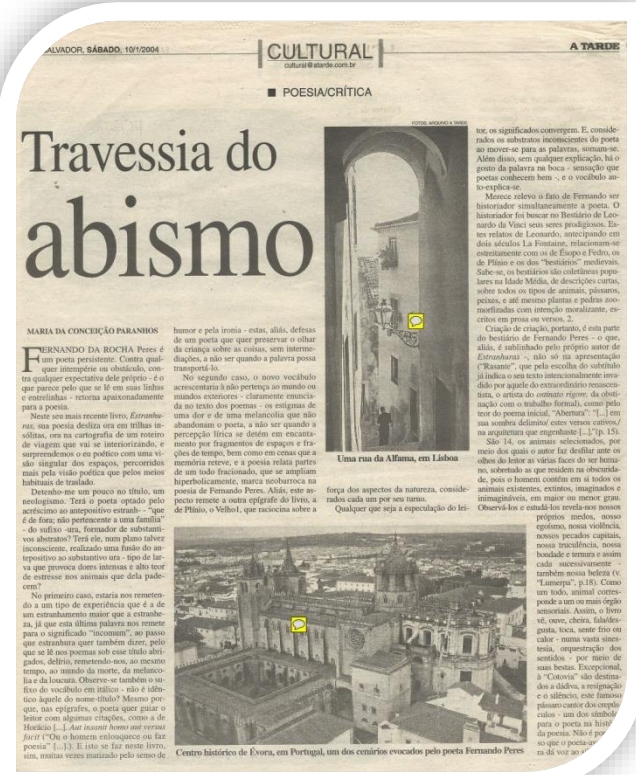 SALVADOR, SÁBADO, 10/1/2004
CULTURAL
cultural@atarde.com.br
A TARDE
POESIA/CRÍTICA
FOTOS: ARQUIVO A TARDE
Travessia do
abismo
MARIA DA CONCEIÇÃO PARANHOS
FERNANDO DA ROCHA Peres é
um poeta persistente. Contra qual-
quer intempérie ou obstáculo, con-
tra qualquer expectativa dele próprio - é o
que parece pelo que se lê em suas linhas
e entrelinhas - retorna apaixonadamente
para a poesia.
Neste seu mais recente livro, Estranhu-
ras, sua poesia desliza ora em trilhas in-
sólitas, ora na cartografia de um roteiro
de viagem que vai se interiorizando, e
surpreendemos o eu poético com uma vi-
são singular dos espaços, percorridos
mais pela visão poética que pelos meios
habituais de traslado.
Detenho-me um pouco no título, um
neologismo. Terá o poeta optado pelo
acréscimo ao antepositivo estranh- - "que
é de fora; não pertencente a uma família"
- do sufixo -ura, formador de substanti-
vos abstratos? Terá ele, num plano talvez
inconsciente, realizado uma fusão do an-
tepositivo ao substantivo ura - tipo de lar-
va que provoca dores intensas e alto teor
de estresse nos animais que dela pade-
cem?
No primeiro caso, estaria nos remeten-
do a um tipo de experiência que é a de
um estranhamento maior que a estranhe-
za, já que esta última palavra nos remete
para o significado "incomum", ao passo
que estranhura quer também dizer, pelo
que se lê nos poemas sob esse título abri-
gados, delírio, remetendo-nos, ao mesmo
tempo, ao mundo da morte, da melanco-
lia e da loucura. Observe-se também o su-
fixo do vocábulo em itálico - não é idên-
tico àquele do nome-título? Mesmo por-
que, nas epígrafes, o poeta quer guiar o
leitor com algumas citações, como a de
Horácio [...]. Aut insanit homo aut versus
facit ("Ou o homem enlouquece ou faz
poesia" [...].). E isto se faz neste livro,
sim, muitas vezes matizado pelo senso de
humor e pela ironia - estas, aliás, defesas
de um poeta que quer preservar o olhar
da criança sobre as coisas, sem interme-
diações, a não ser quando a palavra possa
transportá-lo.
No segundo caso, o novo vocábulo
acrescentaria à não pertença ao mundo ou
mundos exteriores - claramente enuncia-
da no texto dos poemas - os estigmas de
uma dor e de uma melancolia que não
abandonam o poeta, a não ser quando a
percepção lírica se detém em encanta-
mento por fragmentos de espaços e fra-
ções de tempo, bem como em cenas que a
memória reteve, e a poesia relata partes
de um todo fracionado, que se ampliam
hiperbolicamente, marca neobarroca na
poesia de Fernando Peres. Aliás, este as-
pecto remete a outra epígrafe do livro, a
de Plínio, o Velho1, que raciocina sobre a
Uma rua da Alfama, em Lisboa
força dos aspectos da natureza, conside-
rados cada um por seu turno.
Qualquer que seja a especulação do lei-
tor, os significados convergem. E, conside-
rados os substratos inconscientes do poeta
ao mover-se para as palavras, somam-se.
Além disso, sem qualquer explicação, há o
gosto da palavra na boca - sensação que
poetas conhecem bem -, e o vocábulo au-
to-explica-se.
Merece relevo o fato de Fernando ser
historiador simultaneamente a poeta. O
historiador foi buscar no Bestiário de Leo-
nardo da Vinci seus seres prodigiosos. Es-
tes relatos de Leonardo, antecipando em
dois séculos La Fontaine, relacionam-se
estreitamente com os de Ésopo e Fedro, os
de Plínio e os dos "bestiários" medievais.
Sabe-se, os bestiários são coletâneas popu-
lares na Idade Média, de descrições curtas,
sobre todos os tipos de animais, pássaros,
peixes, e até mesmo plantas e pedras zoo-
morfizadas com intenção moralizante, es-
critos em prosa ou versos. 2.
Criação de criação, portanto, é esta parte
do bestiário de Fernando Peres - o que,
aliás, é sublinhado pelo próprio autor de
Estranhuras -, não só na apresentação
("Rasante", que pela escolha do subtítulo
já indica o seu texto intencionalmente inva-
dido por aquele do extraordinário renascen-
tista, o artista do ostinato rigore, da obsti-
nação com o trabalho formal), como pelo
teor do poema inicial, "Abertura": "[...] em
sua sombra delimitor estes versos cativos/
na arquitetura que engenhaste [...]"(p. 15).
São 14, os animais selecionados, por
meio dos quais o autor faz desfilar ante os
olhos do leitor as várias faces do ser huma-
no, sobretudo as que residem na obscurida-
de, pois o homem contém em si todos os
animais existentes, extintos, imaginados e
inimagináveis, em maior ou menor grau.
Observá-los e estudá-los revela-nos nossos
próprios medos, nosso
egoísmo, nossa violência,
nossos pecados capitais,
nossa truculência, nossa
bondade e ternura e assim
cada sucessivamente -
também nossa beleza (v.
"Lumerpa", p.18). Como
um todo, animal corres-
ponde a um ou mais órgão
sensoriais. Assim, o livro
vê, ouve, cheira, fala/des-
gusta, toca, sente frio ou
calor - numa vasta sines-
tesia, orquestração dos
sentidos - por meio de
suas bestas. Excepcional,
à "Cotovia" são destina-
dos a dádiva, a resignação
e o silêncio, este famoso
pássaro cantor dos crepús-
culos - um dos símbolos
para o poeta na histór
da poesia. Não é po
so que o poeta
ra dá voz ao
Centro histórico de Évora, em Portugal, um dos cenários evocados pelo poeta Fernando Peres